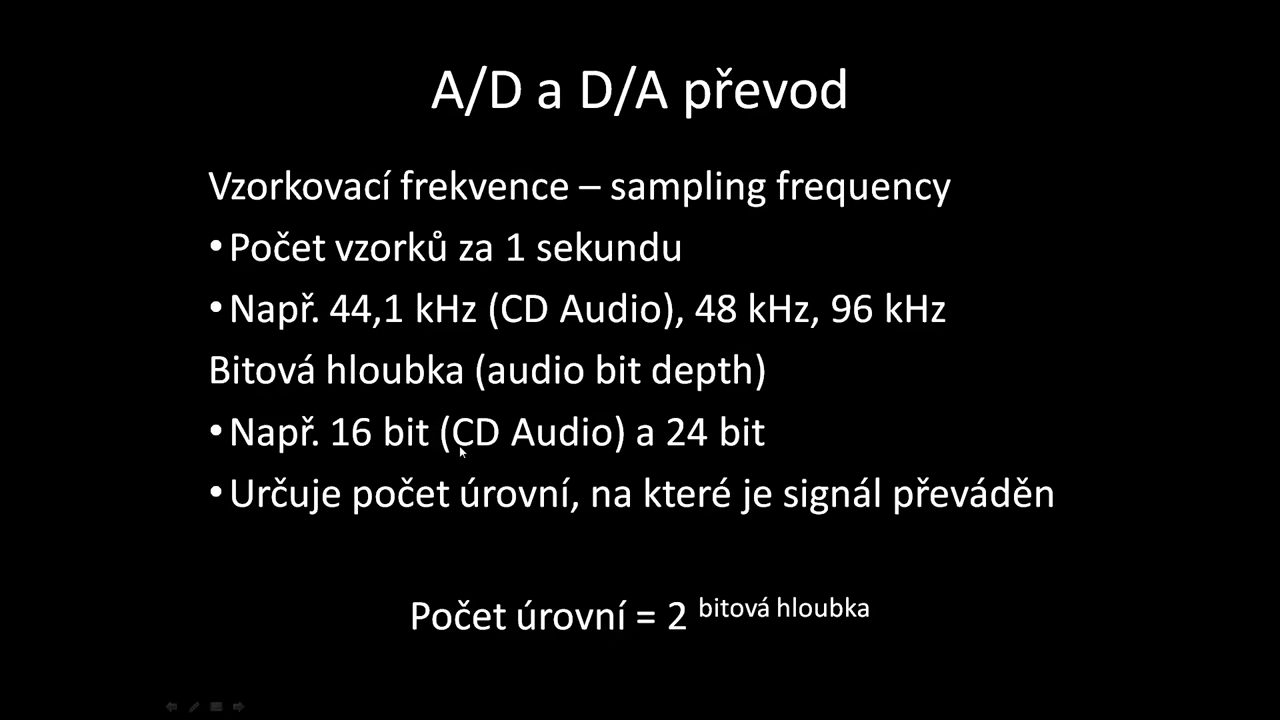 A/D a D/A převod
Vzorkovací frekvence – sampling frequency
• Počet vzorků za 1 sekundu
• Např. 44,1 kHz (CD Audio), 48 kHz, 96 kHz
Bitová hloubka (audio bit depth)
• Např. 16 bit (CD Audio) a 24 bit
• Určuje počet úrovní, na které je signál převáděn
Počet úrovní = 2 bitová hloubka